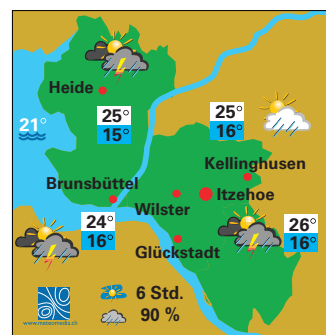 Heide
25°
15°
21°
25°
16°
Kellinghusen
Brunsbüttel
Itzehoe
Wilster
24°
16°
26°
16°
Glückstadt
6 Std.
90 %
www.meteomedia.ch